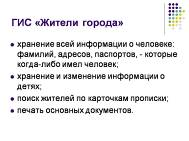 ГИС «Жители города»
хранение всей информации о человеке:
фамилий, адресов, паспортов, - которые
когда-либо имел человек;
хранение и изменение информации о
детях;
поиск жителей по карточкам прописки;
печать основных документов.